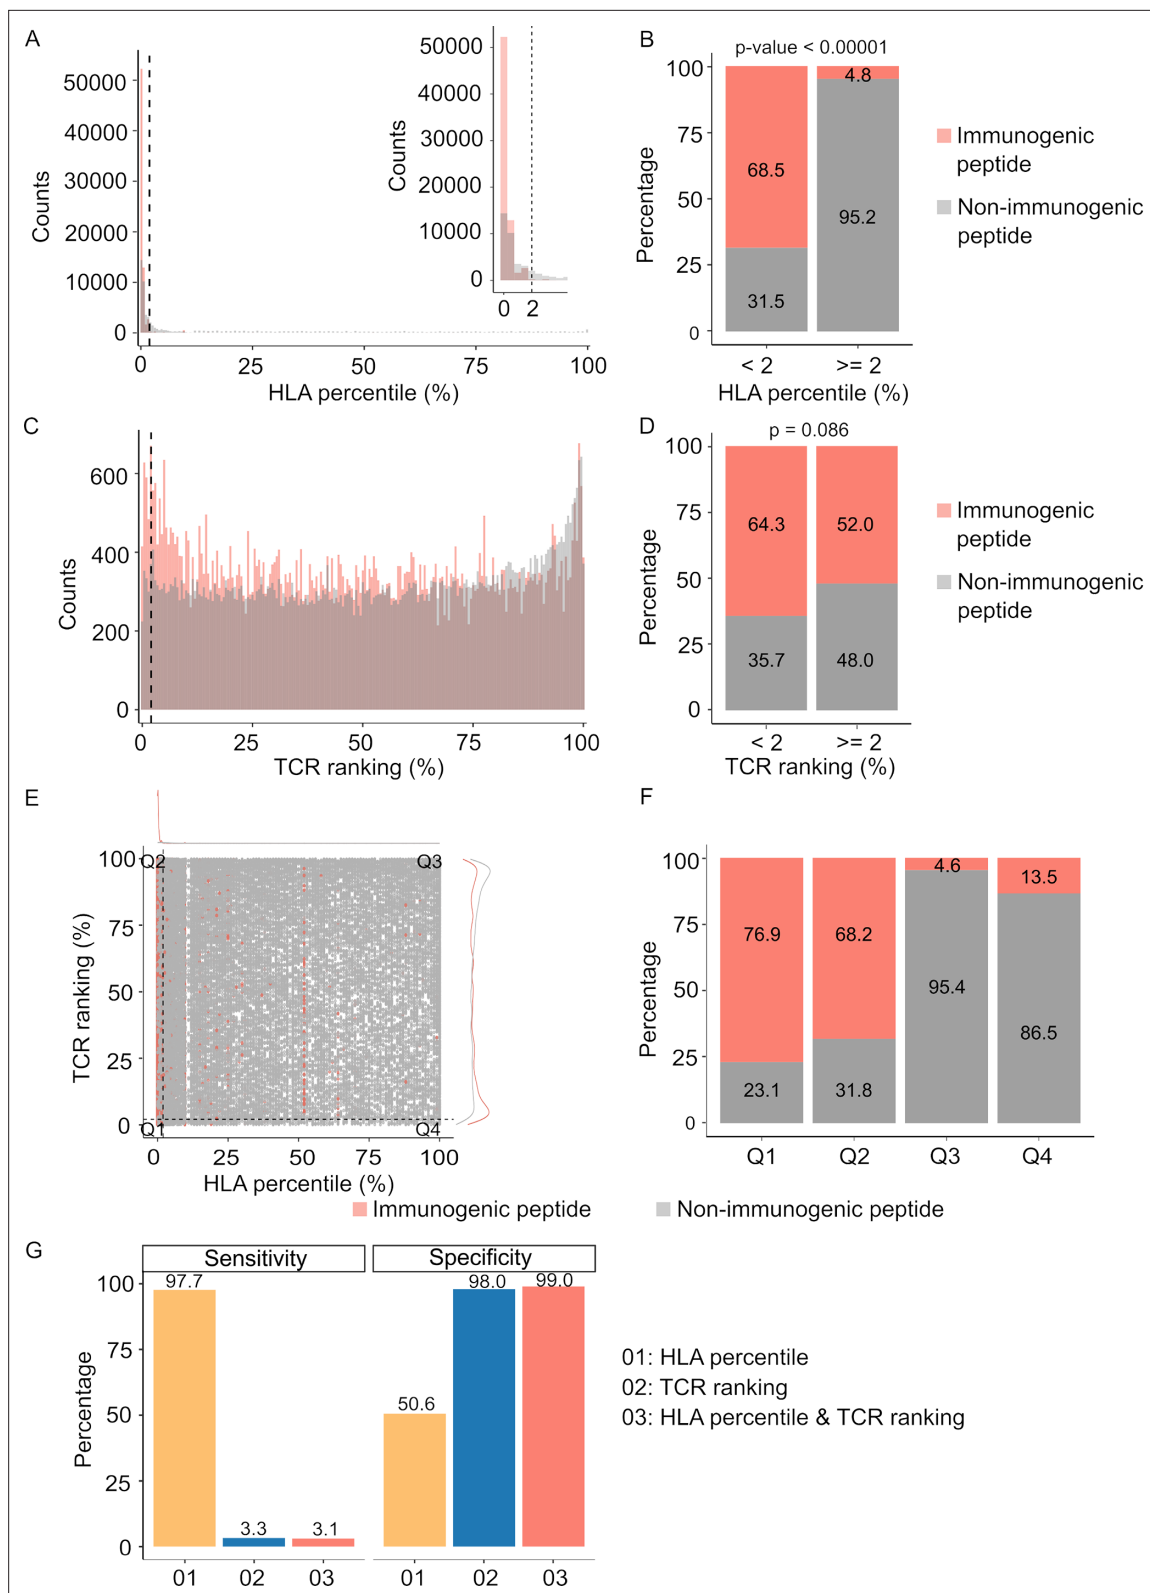 A
50000
40000
30000
20000
10000
0
Counts
0
25
50
75
100
HLA percentile (%)
50000
40000
30000
20000
10000
0
Counts
0
2
B
p-value < 0.00001
100
75
50
25
0
Percentage
68.5
31.5
4.8
95.2
< 2
>= 2
HLA percentile (%)
Immunogenic
peptide
Non-immunogenic
peptide
C
600
400
200
0
Counts
0
25
50
75
100
TCR ranking (%)
D
p = 0.086
100
75
50
25
0
Percentage
64.3
35.7
52.0
48.0
< 2
>= 2
TCR ranking (%)
Immunogenic
peptide
Non-immunogenic
peptide
E
100
75
50
25
0
TCR ranking (%)
Q2
Q3
Q1
Q4
0
25
50
75
100
HLA percentile (%)
F
100
75
50
25
0
Percentage
76.9
23.1
68.2
31.8
4.6
95.4
13.5
86.5
Q1
Q2
Q3
Q4
Immunogenic peptide
Non-immunogenic peptide
G
Sensitivity
Specificity
100
75
50
25
0
Percentage
97.7
3.3
3.1
50.6
98.0
99.0
01
02
03
01
02
03
01: HLA percentile
02: TCR ranking
03: HLA percentile & TCR ranking